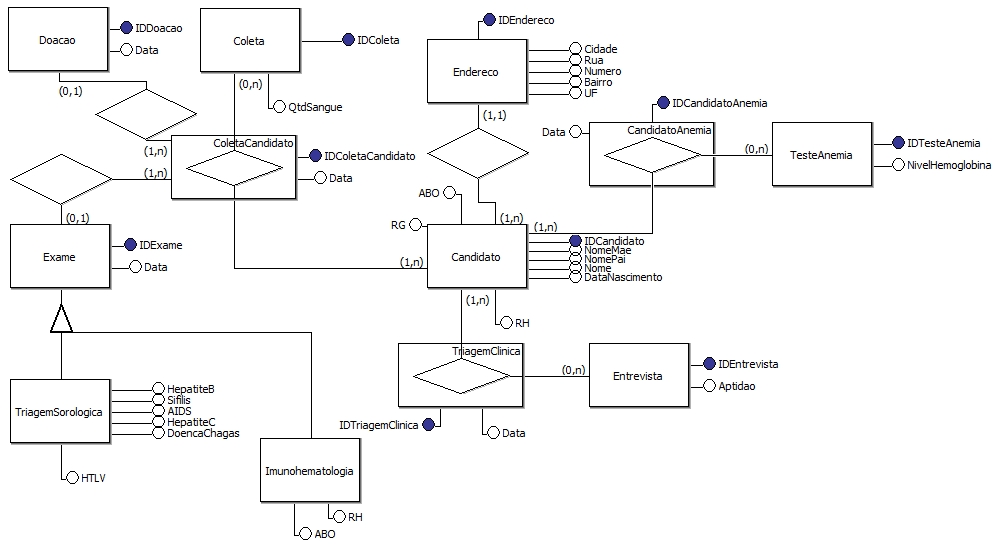 Doacao
IDDoacao
Data
(0,1)
Coleta
IDColeta
(0,n)
QtdSangue
IDEndereco
Endereco
Cidade
Rua
Numero
Bairro
UF
(1,1)
IDCandidatoAnemia
Data
CandidatoAnemia
(0,n)
TesteAnemia
IDTesteAnemia
NivelHemoglobina
(1,n)
ColetaCandidato
IDColetaCandidato
Data
(1,n)
(0,1)
Exame
IDExame
Data
ABO
RG
(1,n)
(1,n)
(1,n)
Candidato
IDCandidato
NomeMae
NomePai
Nome
DataNascimento
(1,n)
RH
TriagemClinica
(0,n)
Entrevista
IDEntrevista
Aptidao
IDTriagemClinica
Data
TriagemSorologica
HepatiteB
Sifilis
AIDS
HepatiteC
DoencaChagas
HTLV
Imunohematologia
RH
ABO